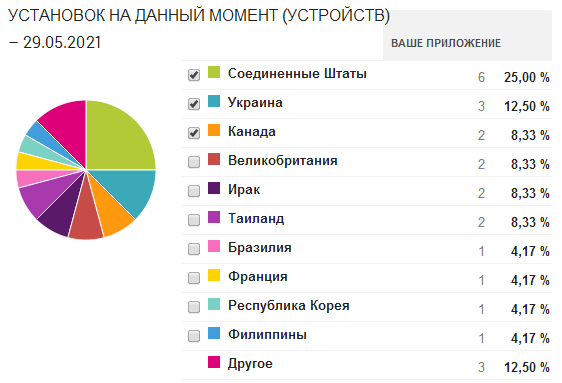 УСТАНОВОК НА ДАННЫЙ МОМЕНТ (УСТРОЙСТВ)
– 29.05.2021
ВАШЕ ПРИЛОЖЕНИЕ
Соединенные Штаты 6 25,00 %
Украина 3 12,50 %
Канада 2 8,33 %
Великобритания 2 8,33 %
Ирак 2 8,33 %
Таиланд 2 8,33 %
Бразилия 1 4,17 %
Франция 1 4,17 %
Республика Корея 1 4,17 %
Филиппины 1 4,17 %
Другое 3 12,50 %